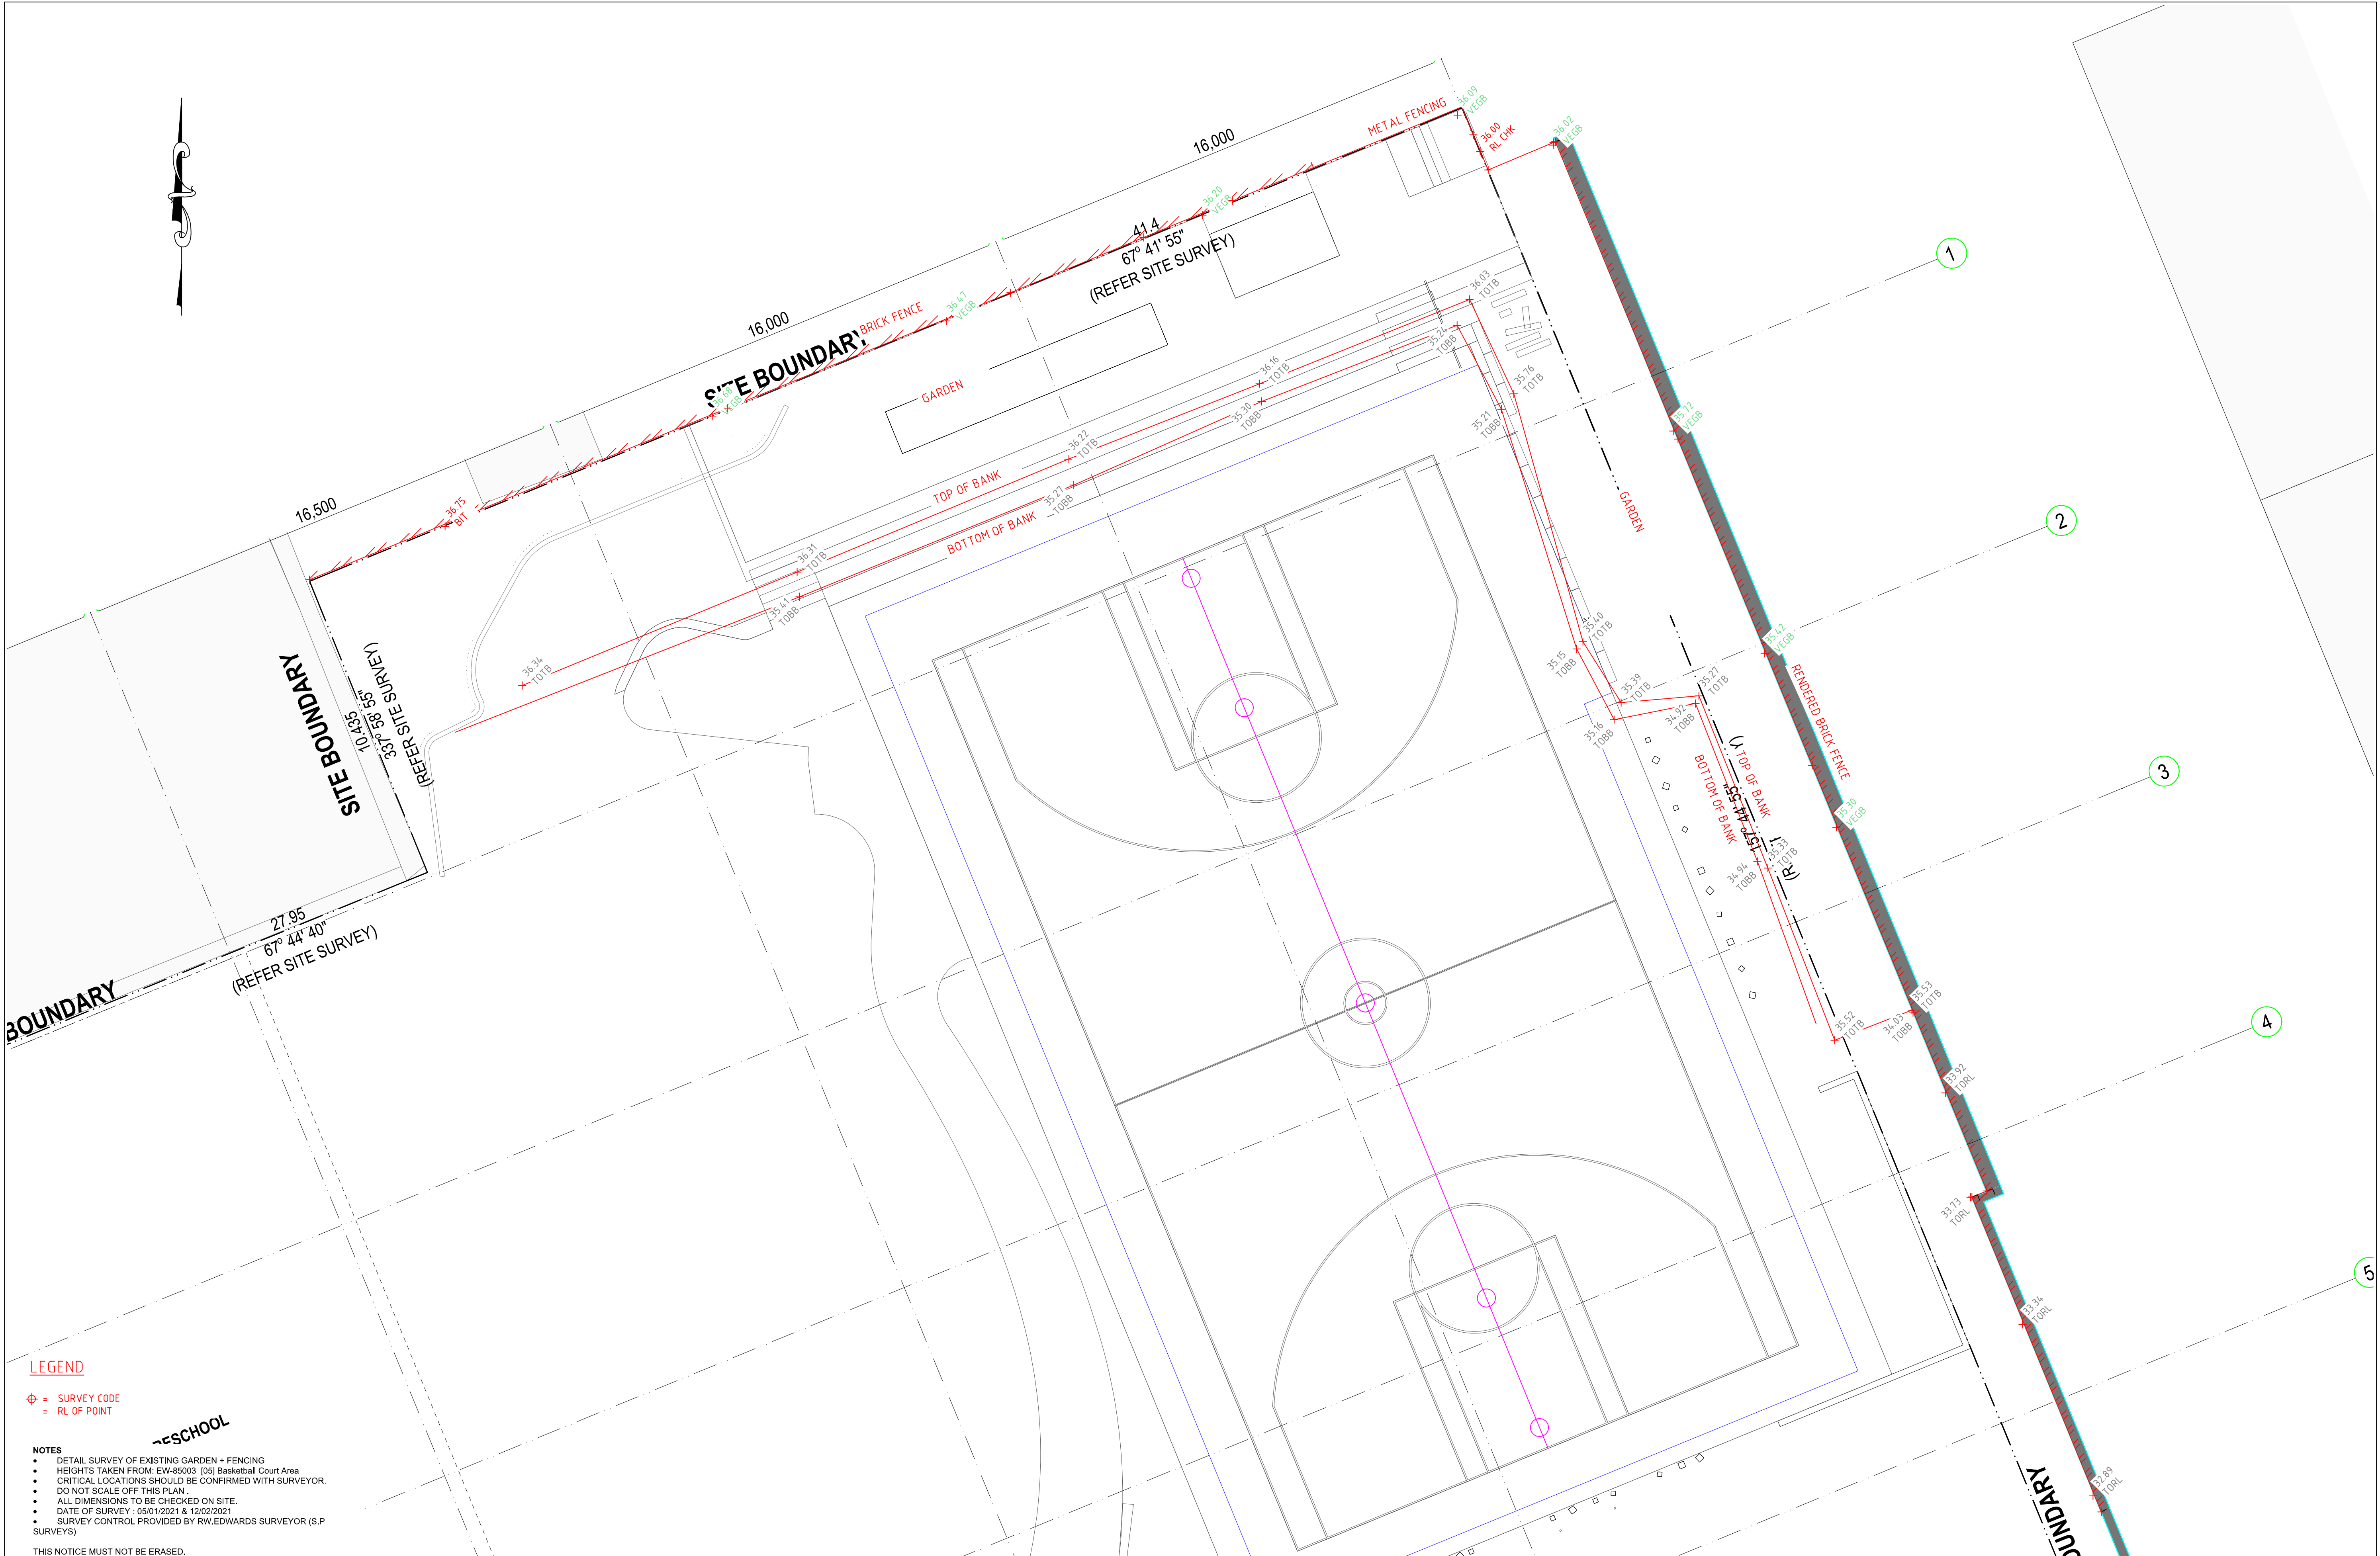 36.09
VEGB
METAL FENCING
36.00
RL CHK
36.02
VEGB
16,000
36.20
VEGB
41.4
67° 41' 55"
(REFER SITE SURVEY)
1
36.47
VEGB
BRICK FENCE
16,000
SITE BOUNDARY
36.03
TOTB
35.24
TOBB
GARDEN
36.16
TOTB
35.30
TOBB
35.76
TOTB
35.21
TOBB
35.72
VEGB
36.68
VEGB
36.22
TOTB
TOP OF BANK
35.27
TOBB
BOTTOM OF BANK
GARDEN
2
16,500
36.75
BIT
36.31
TOTB
35.41
TOBB
36.34
TOTB
35.40
TOTB
35.15
TOBB
35.42
VEGB
35.39
TOTB
35.16
TOBB
35.27
TOTB
34.92
TOBB
RENDERED BRICK FENCE
SITE BOUNDARY
10.435
337° 58' 55"
(REFER SITE SURVEY)
3
TOP OF BANK
BOTTOM OF BANK
157° 44' 55"
35.30
VEGB
35.33
TOTB
34.94
TOBB
27.95
67° 44' 40"
(REFER SITE SURVEY)
BOUNDARY
35.53
TOTB
35.52
TOTB
34.03
TOBB
4
33.92
TORL
33.73
TORL
5
33.34
TORL
32.89
TORL
OUNDARY
LEGEND
= SURVEY CODE
= RL OF POINT
RESCHOOL
NOTES
• DETAIL SURVEY OF EXISTING GARDEN + FENCING
• HEIGHTS TAKEN FROM: EW-85003 [05] Basketball Court Area
• CRITICAL LOCATIONS SHOULD BE CONFIRMED WITH SURVEYOR.
• DO NOT SCALE OFF THIS PLAN .
• ALL DIMENSIONS TO BE CHECKED ON SITE.
• DATE OF SURVEY : 05/01/2021 & 12/02/2021
• SURVEY CONTROL PROVIDED BY RW,EDWARDS SURVEYOR (S.P
SURVEYS)
THIS NOTICE MUST NOT BE ERASED.